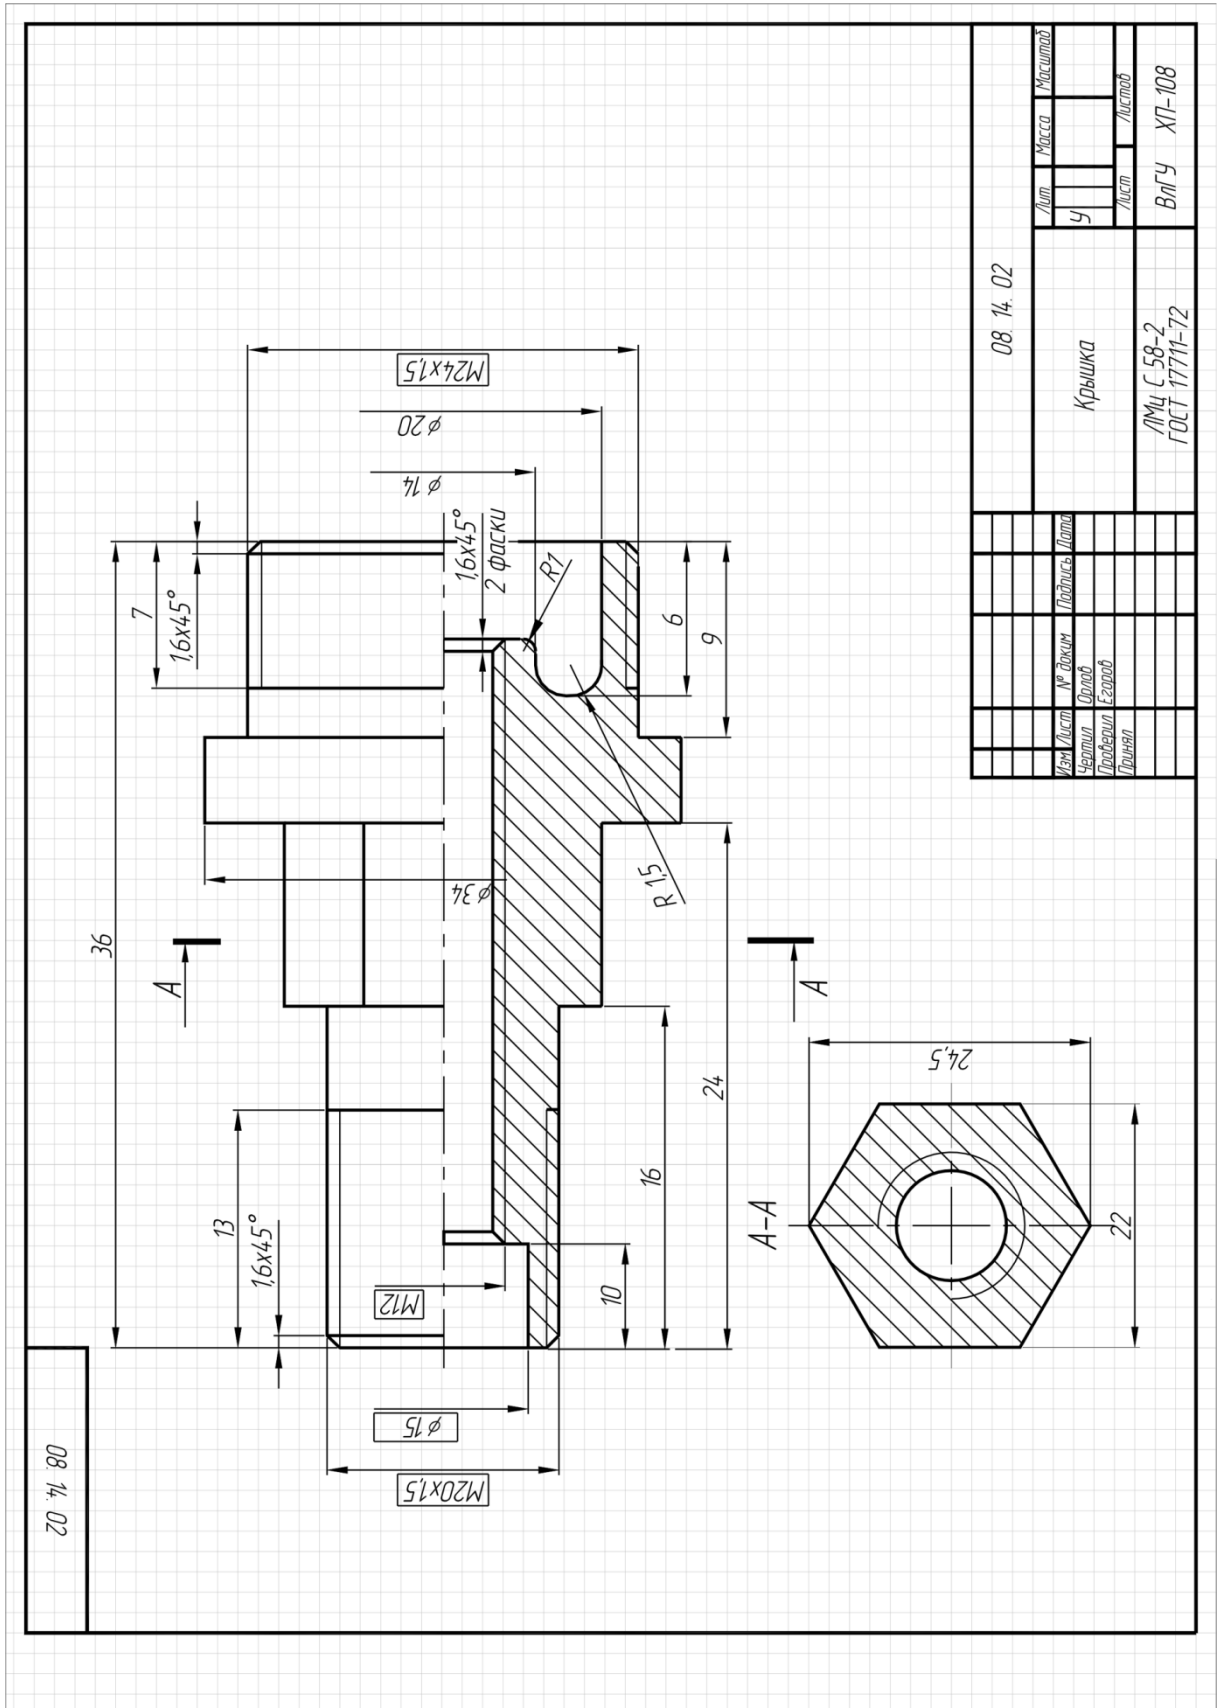 08. 14. 02
36
7
1,6x45°
13
1,6x45°
А
А
М24х1,5
⌀20
⌀14
1,6x45°
2 фаски
R1
6
9
R 1,5
⌀34
24
16
10
М12
⌀15
М20х1,5
А-А
24,5
22
08. 14. 02
Изм
Лист
№ докум
Подпись
Дата
Чертил
Орлов
Проверил
Егоров
Принял
Крышка
Лит.
Масса
Масштаб
У
Лист
Листов
ЛМц С 58-2
ГОСТ 17711-72
ВлГУ ХП-108